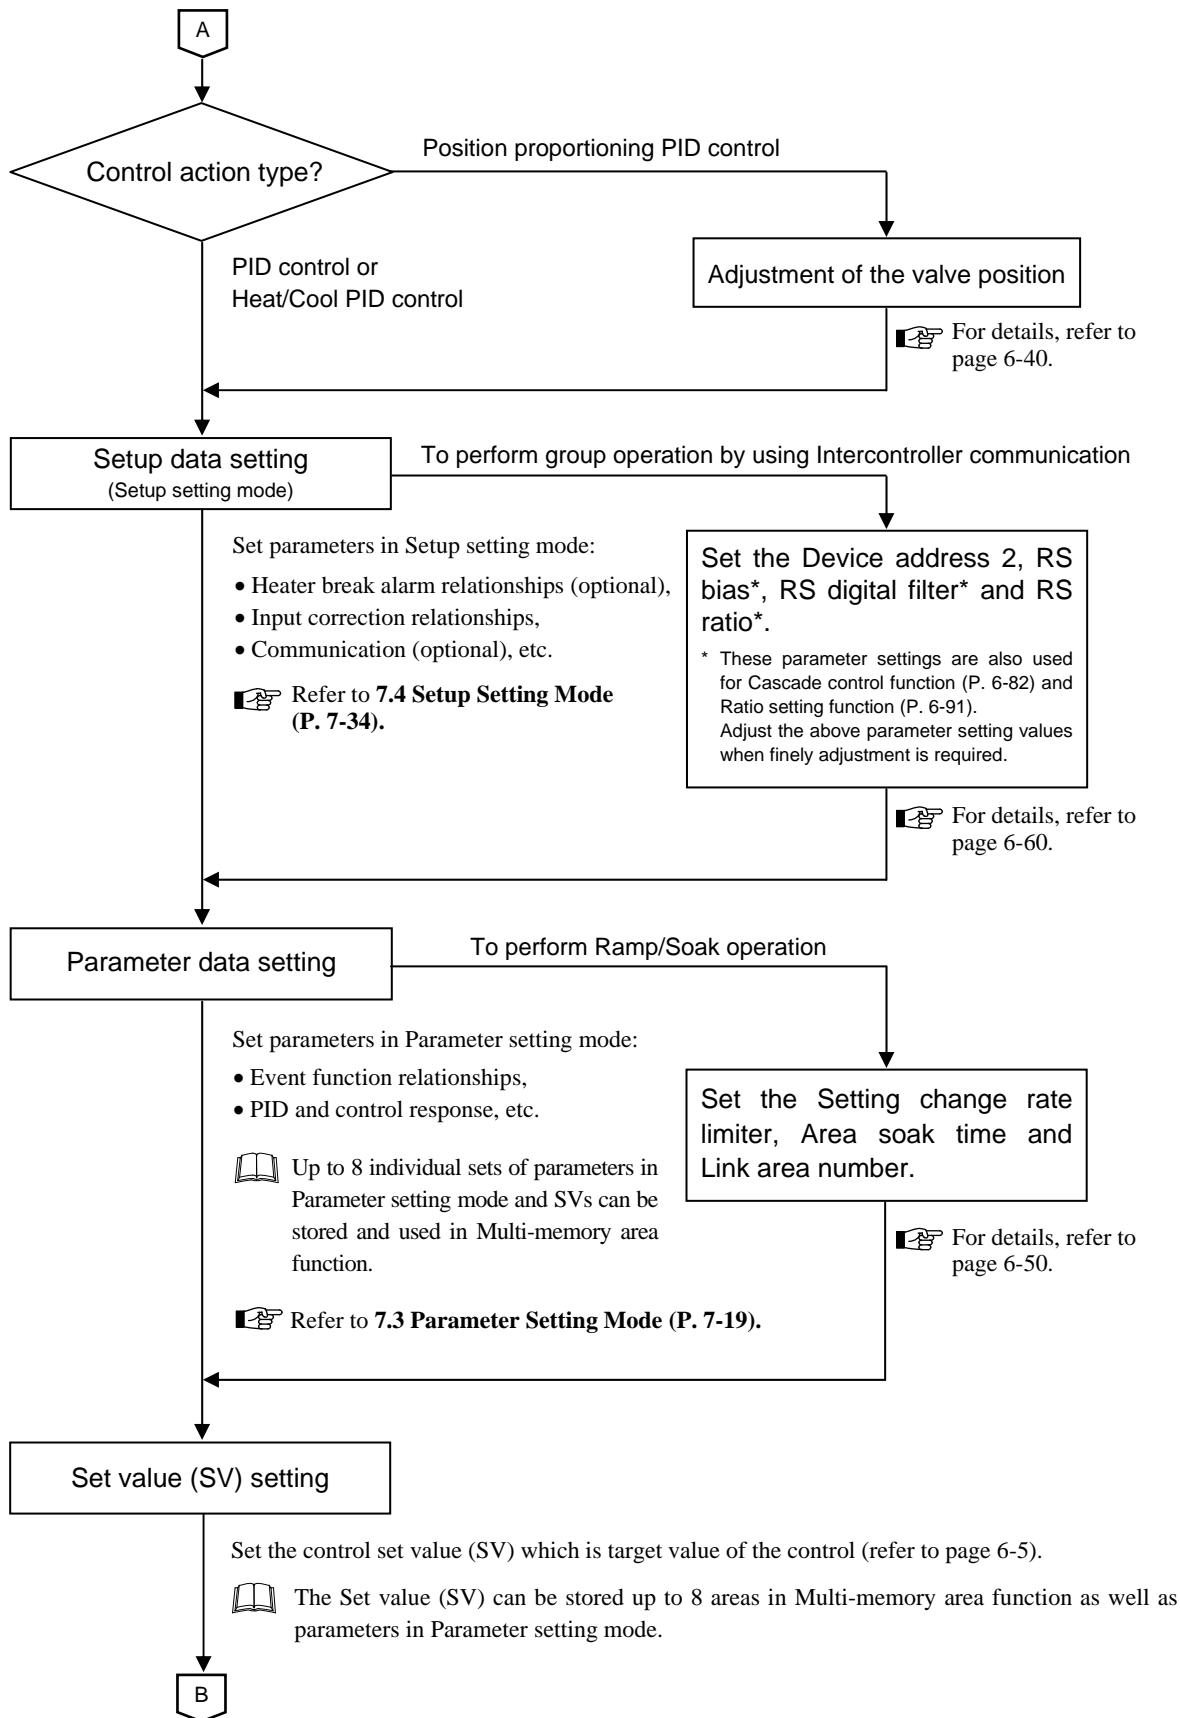 A
Control action type?
Position proportioning PID control
PID control or
Heat/Cool PID control
Adjustment of the valve position
For details, refer to
page 6-40.
Setup data setting
(Setup setting mode)
To perform group operation by using Intercontroller communication
Set parameters in Setup setting mode:
• Heater break alarm relationships (optional),
• Input correction relationships,
• Communication (optional), etc.
Refer to 7.4 Setup Setting Mode
(P. 7-34).
Set the Device address 2, RS
bias*, RS digital filter* and RS
ratio*.
* These parameter settings are also used
for Cascade control function (P. 6-82) and
Ratio setting function (P. 6-91).
Adjust the above parameter setting values
when finely adjustment is required.
For details, refer to
page 6-60.
Parameter data setting
To perform Ramp/Soak operation
Set parameters in Parameter setting mode:
• Event function relationships,
• PID and control response, etc.
Up to 8 individual sets of parameters in
Parameter setting mode and SVs can be
stored and used in Multi-memory area
function.
Refer to 7.3 Parameter Setting Mode (P. 7-19).
Set the Setting change rate
limiter, Area soak time and
Link area number.
For details, refer to
page 6-50.
Set value (SV) setting
Set the control set value (SV) which is target value of the control (refer to page 6-5).
The Set value (SV) can be stored up to 8 areas in Multi-memory area function as well as
parameters in Parameter setting mode.
B